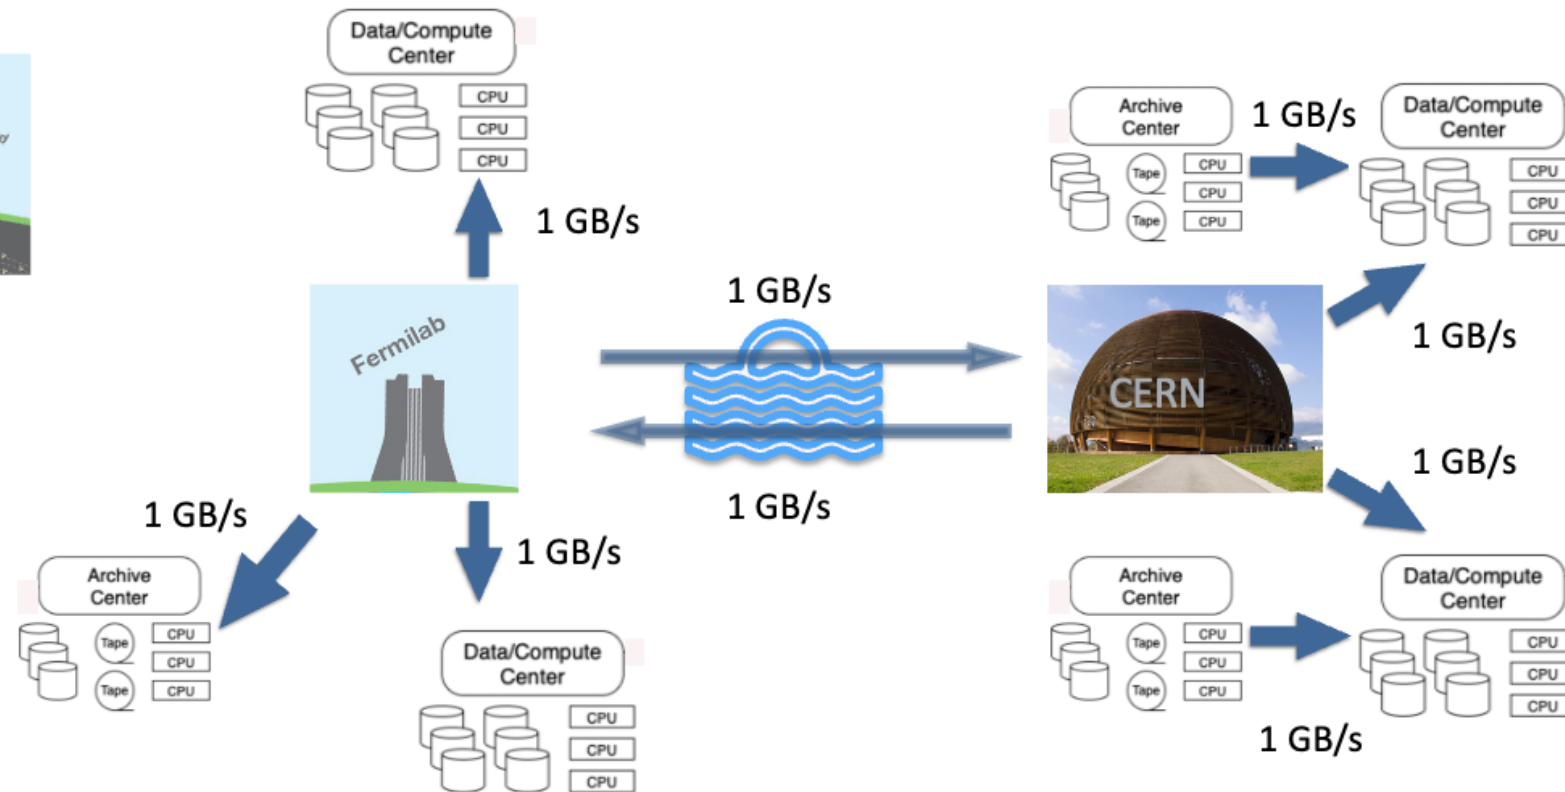 Data/Compute
Center
CPU
CPU
CPU
1 GB/s
Fermilab
1 GB/s
Archive
Center
Tape
Tape
CPU
CPU
CPU
1 GB/s
Data/Compute
Center
CPU
CPU
CPU
1 GB/s
1 GB/s
Archive
Center
Tape
Tape
CPU
CPU
CPU
1 GB/s
Data/Compute
Center
CPU
CPU
CPU
CERN
1 GB/s
1 GB/s
Archive
Center
Tape
Tape
CPU
CPU
CPU
1 GB/s
Data/Compute
Center
CPU
CPU
CPU